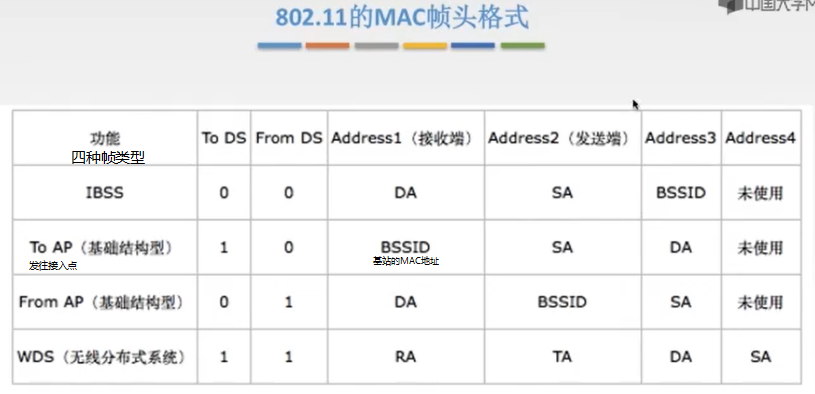 中国大学M
802.11的MAC帧头格式
功能 To DS From DS Address1（接收端） Address2（发送端） Address3 Address4
四种帧类型
IBSS 0 0 DA SA BSSID 未使用
To AP（基础结构型） 1 0 BSSID SA DA 未使用
发往接入点 基站的MAC地址
From AP（基础结构型） 0 1 DA BSSID SA 未使用
WDS（无线分布式系统） 1 1 RA TA DA SA